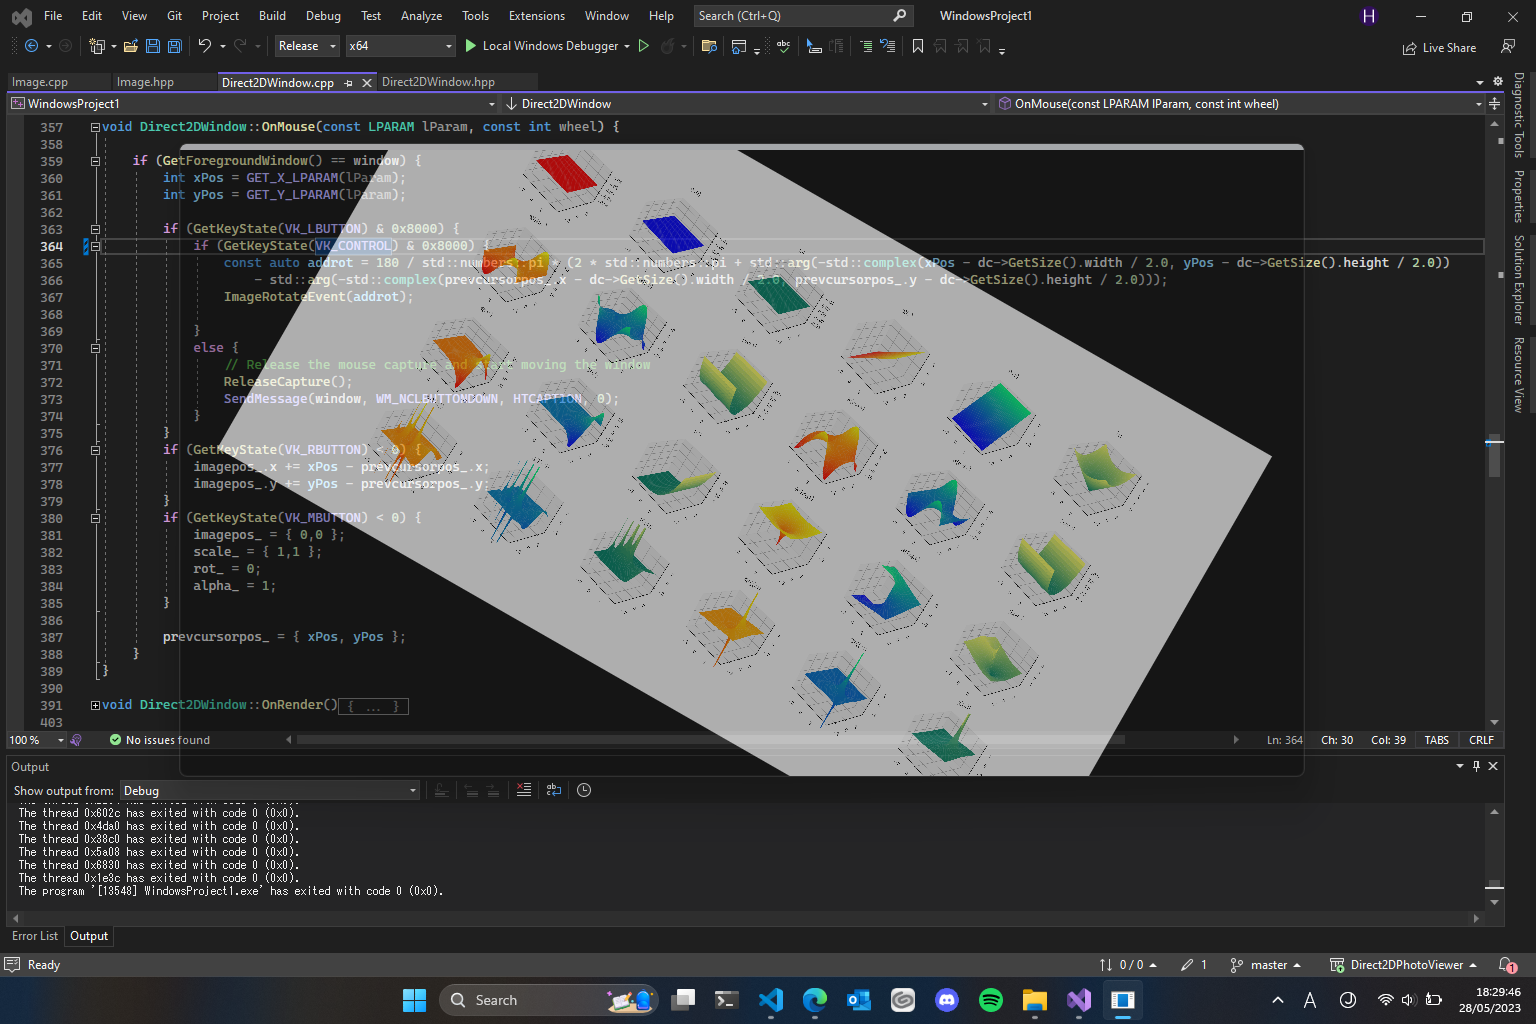 File Edit View Git Project Build Debug Test Analyze Tools Extensions Window Help Search (Ctrl+Q) WindowsProject1 H
Release x64 Local Windows Debugger Live Share
Image.cpp Image.hpp Direct2DWindow.cpp Direct2DWindow.hpp
WindowsProject1 Direct2DWindow OnMouse(const LPARAM lParam, const int wheel)
357 void Direct2DWindow::OnMouse(const LPARAM lParam, const int wheel) {
358
359 if (GetForegroundWindow() == window) {
360 int xPos = GET_X_LPARAM(lParam);
361 int yPos = GET_Y_LPARAM(lParam);
362
363 if (GetKeyState(VK_LBUTTON) & 0x8000) {
364 if (GetKeyState(VK_CONTROL) & 0x8000) {
365 const auto addrot = 180 / std::numbers::pi * (2 * std::numbers::pi + std::arg(-std::complex(xPos - dc->GetSize().width / 2.0, yPos - dc->GetSize().height / 2.0))
366 - std::arg(-std::complex(prevcursorpos_.x - dc->GetSize().width / 2.0, prevcursorpos_.y - dc->GetSize().height / 2.0)));
367 ImageRotateEvent(addrot);
368
369 }
370 else {
371 // Release the mouse capture and start moving the window
372 ReleaseCapture();
373 SendMessage(window, WM_NCLBUTTONDOWN, HTCAPTION, 0);
374 }
375 }
376 if (GetKeyState(VK_RBUTTON) < 0) {
377 imagepos_.x += xPos - prevcursorpos_.x;
378 imagepos_.y += yPos - prevcursorpos_.y;
379 }
380 if (GetKeyState(VK_MBUTTON) < 0) {
381 imagepos_ = { 0,0 };
382 scale_ = { 1,1 };
383 rot_ = 0;
384 alpha_ = 1;
385 }
386
387 prevcursorpos_ = { xPos, yPos };
388 }
389 }
390
391 void Direct2DWindow::OnRender() { ... }
403
100 % No issues found Ln: 364 Ch: 30 Col: 39 TABS CRLF
Diagnostic Tools
Properties
Solution Explorer
Resource View
Output
Show output from: Debug
The thread 0x602c has exited with code 0 (0x0).
The thread 0x4da0 has exited with code 0 (0x0).
The thread 0x38c0 has exited with code 0 (0x0).
The thread 0x5a08 has exited with code 0 (0x0).
The thread 0x6830 has exited with code 0 (0x0).
The thread 0x1e3c has exited with code 0 (0x0).
The program '[13548] WindowsProject1.exe' has exited with code 0 (0x0).
Error List Output
Ready 0 / 0 1 master Direct2DPhotoViewer 1
Search A 18:29:46
28/05/2023